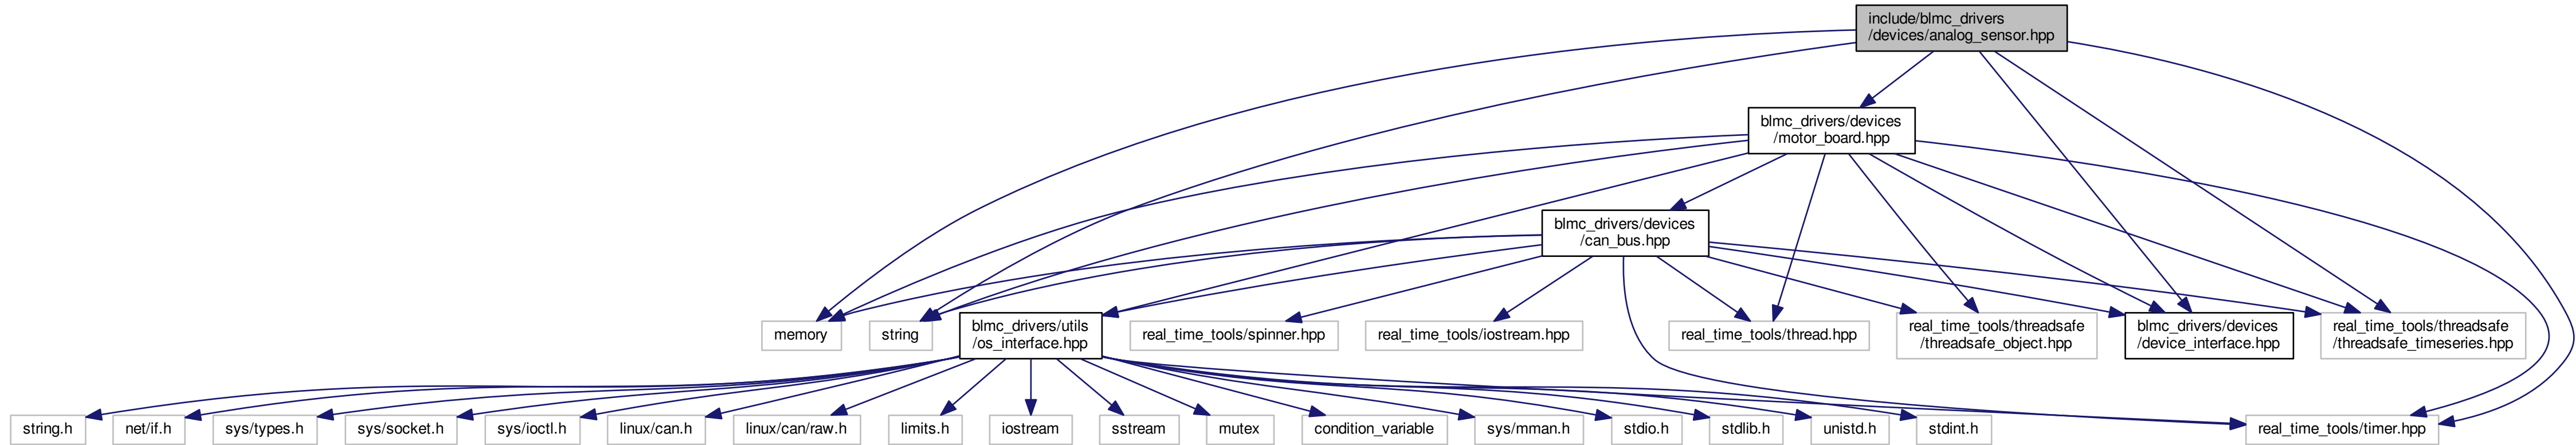 include/blmc_drivers
/devices/analog_sensor.hpp
blmc_drivers/devices
/motor_board.hpp
blmc_drivers/devices
/can_bus.hpp
memory
string
blmc_drivers/utils
/os_interface.hpp
real_time_tools/spinner.hpp
real_time_tools/iostream.hpp
real_time_tools/thread.hpp
real_time_tools/threadsafe
/threadsafe_object.hpp
blmc_drivers/devices
/device_interface.hpp
real_time_tools/threadsafe
/threadsafe_timeseries.hpp
string.h
net/if.h
sys/types.h
sys/socket.h
sys/ioctl.h
linux/can.h
linux/can/raw.h
limits.h
iostream
sstream
mutex
condition_variable
sys/mman.h
stdio.h
stdlib.h
unistd.h
stdint.h
real_time_tools/timer.hpp